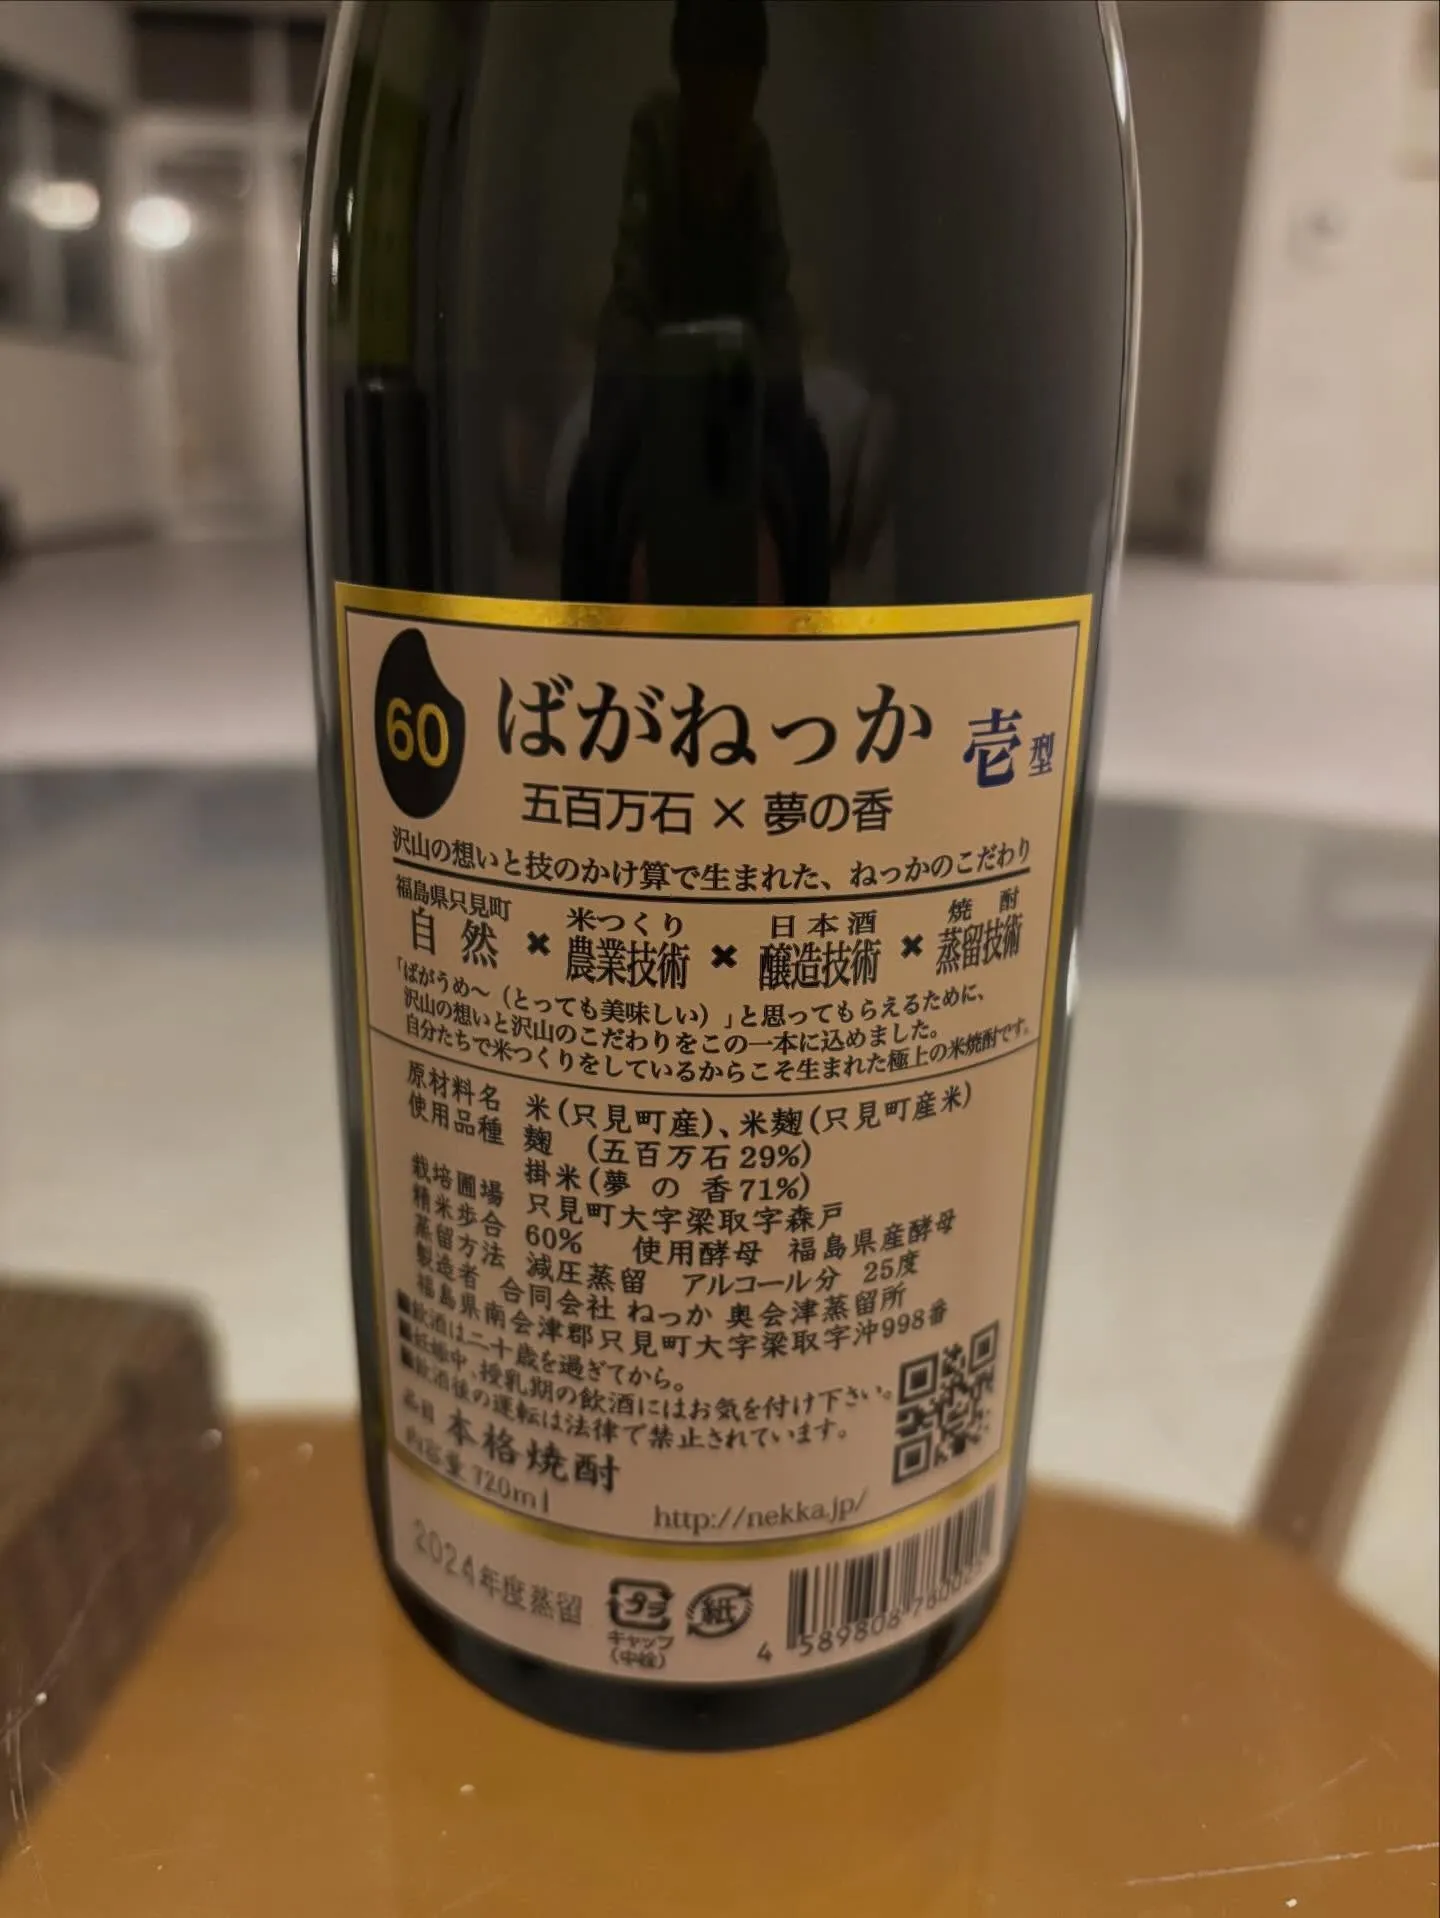 60
ばがねっか 壱型
五百万石 × 夢の香
沢山の想いと技のかけ算で生まれた、ねっかのこだわり
福島県只見町 米つくり 日本酒 焼酎
自然 × 農業技術 × 醸造技術 × 蒸留技術
「ばがうめ～(とっても美味しい)」と思ってもらえるために、
沢山の想いと沢山のこだわりをこの一本に込めました。
自分たちで米つくりをしているからこそ生まれた極上の米焼酎です。
原材料名 米(只見町産)、米麹(只見町産米)
使用品種 麹 (五百万石29%)
掛米(夢の香71%)
栽培圃場 只見町大字梁取字森戸
精米歩合 60% 使用酵母 福島県産酵母
蒸留方法 減圧蒸留 アルコール分 25度
製造者 合同会社 ねっか 奥会津蒸留所
福島県南会津郡只見町大字梁取字沖998番
■飲酒は二十歳を過ぎてから。
■妊娠中、授乳期の飲酒にはお気を付け下さい。
■飲酒後の運転は法律で禁止されています。
品目 本格焼酎
内容量 720ml
http://nekka.jp/
2024年度蒸留
プラ
キャップ
(中栓)
紙
4 589808